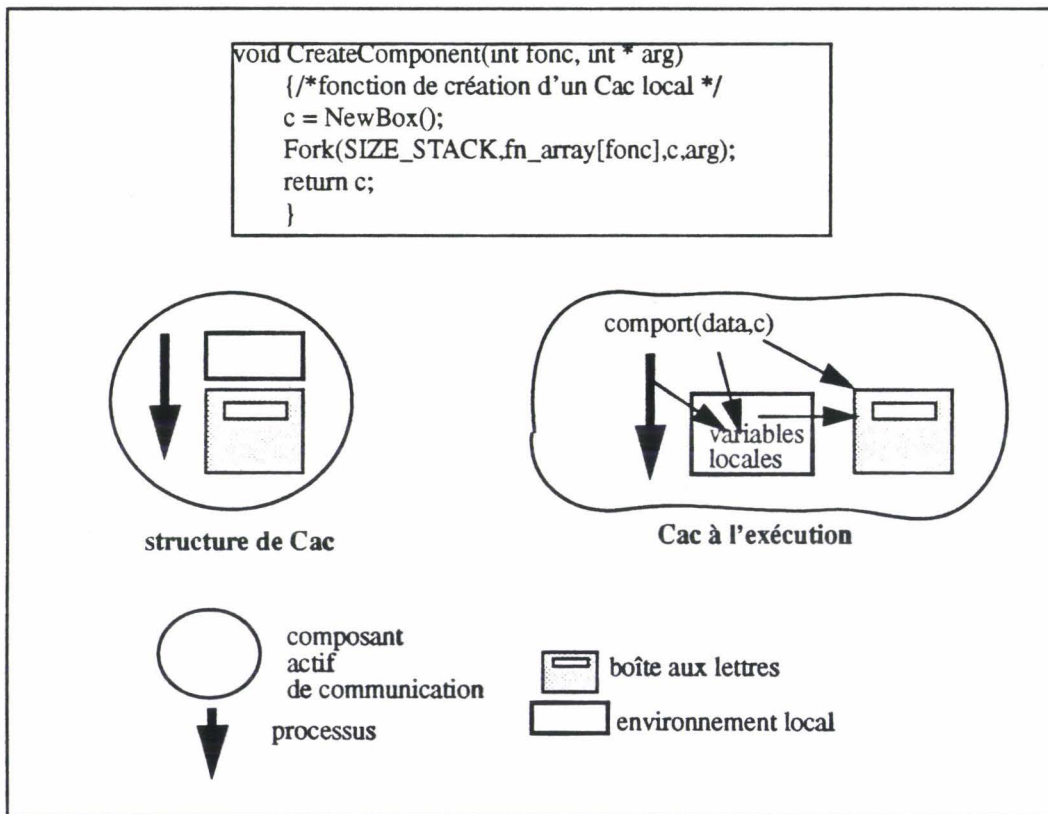 void CreateComponent(int fonc, int * arg)
{/*fonction de création d'un Cac local */
c = NewBox();
Fork(SIZE_STACK,fn_array[fonc],c,arg);
return c;
}
comport(data,c)
variables
locales
structure de Cac
Cac à l'exécution
composant
actif
de communication
processus
boîte aux lettres
environnement local